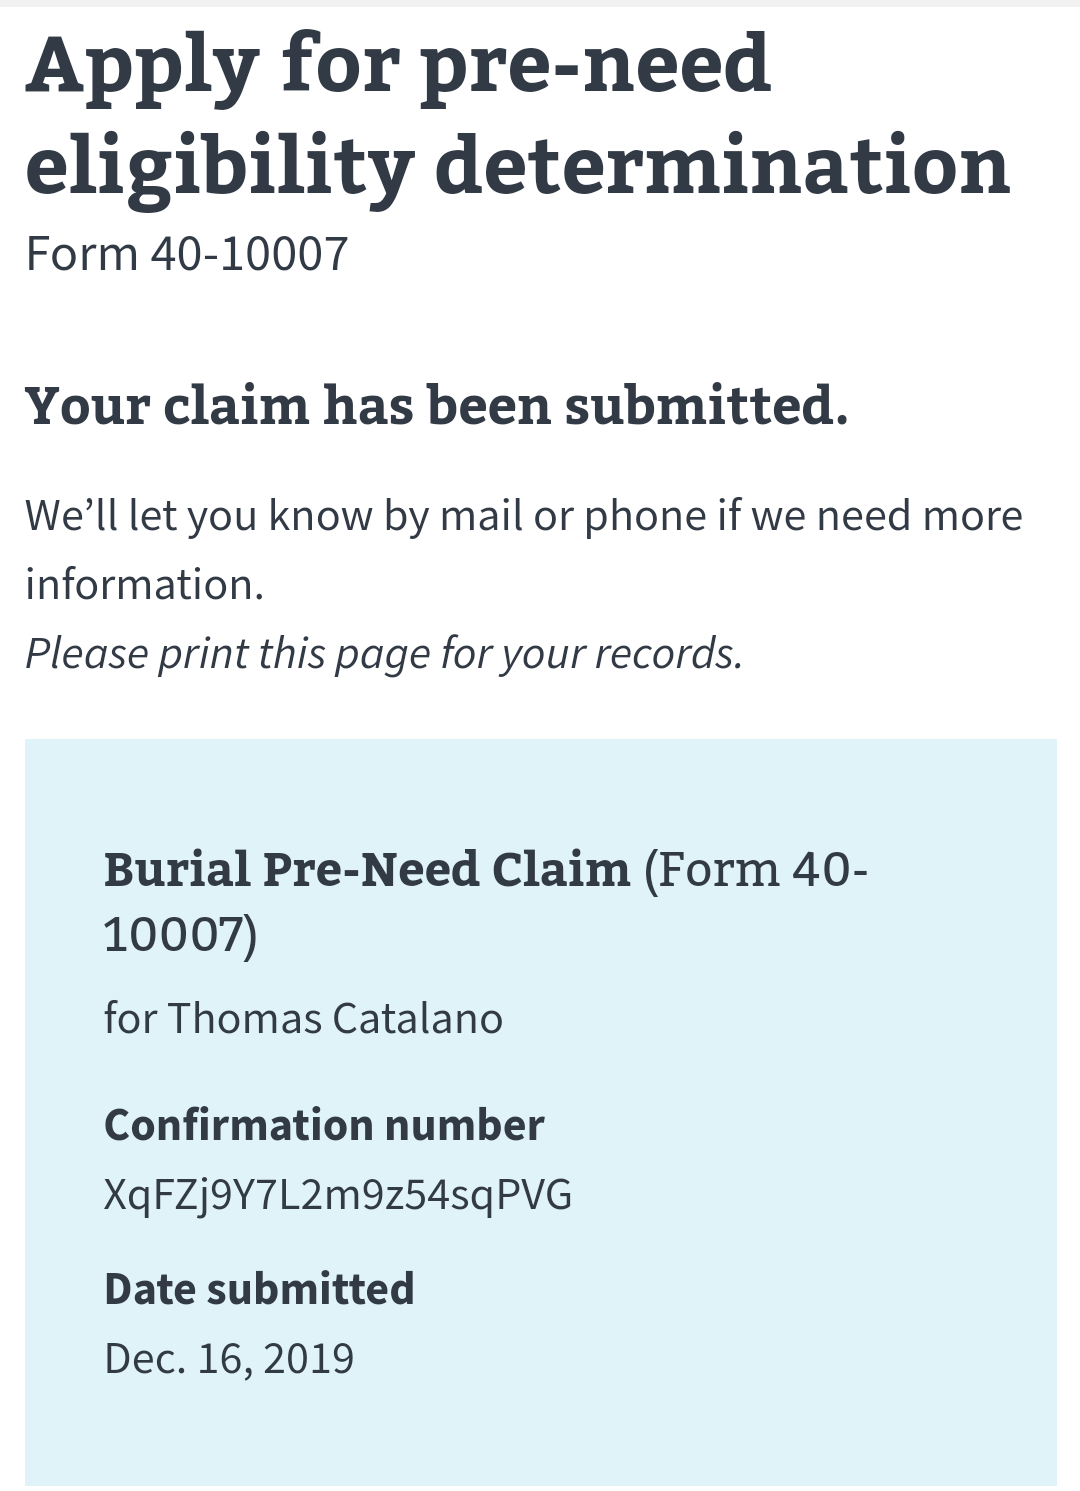 Apply for pre-need
eligibility determination
Form 40-10007
Your claim has been submitted.
We’ll let you know by mail or phone if we need more
information.
Please print this page for your records.
Burial Pre-Need Claim (Form 40-
10007)
for Thomas Catalano
Confirmation number
XqFZj9Y7L2m9z54sqPVG
Date submitted
Dec. 16, 2019